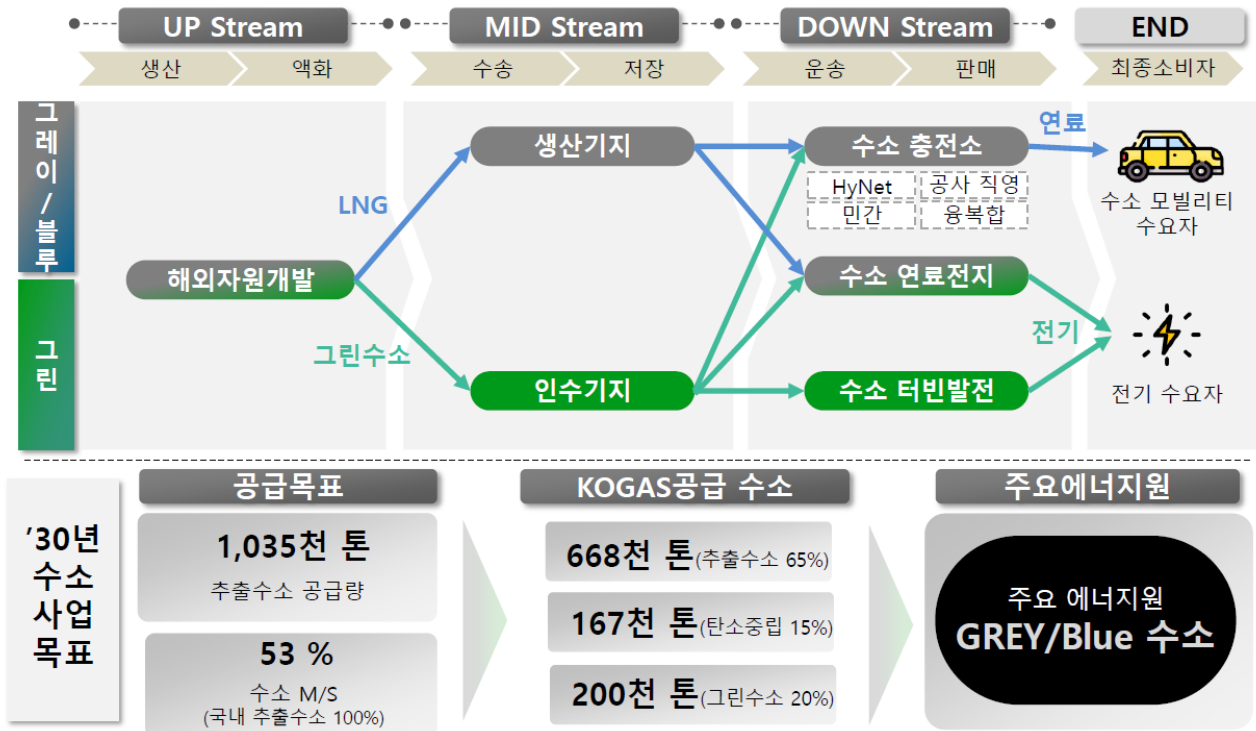 UP Stream
MID Stream
DOWN Stream
END
생산
액화
수송
저장
운송
판매
최종소비자
그레이/블루
그린
해외자원개발
LNG
그린수소
생산기지
인수기지
수소 충전소
HyNet
공사 직영
민간
융복합
수소 연료전지
수소 터빈발전
연료
전기
수소 모빌리티
수요자
전기 수요자
'30년
수소
사업
목표
공급목표
1,035천 톤
추출수소 공급량
53 %
수소 M/S
(국내 추출수소 100%)
KOGAS공급 수소
668천 톤(추출수소 65%)
167천 톤(탄소중립 15%)
200천 톤(그린수소 20%)
주요에너지원
주요 에너지원
GREY/Blue 수소